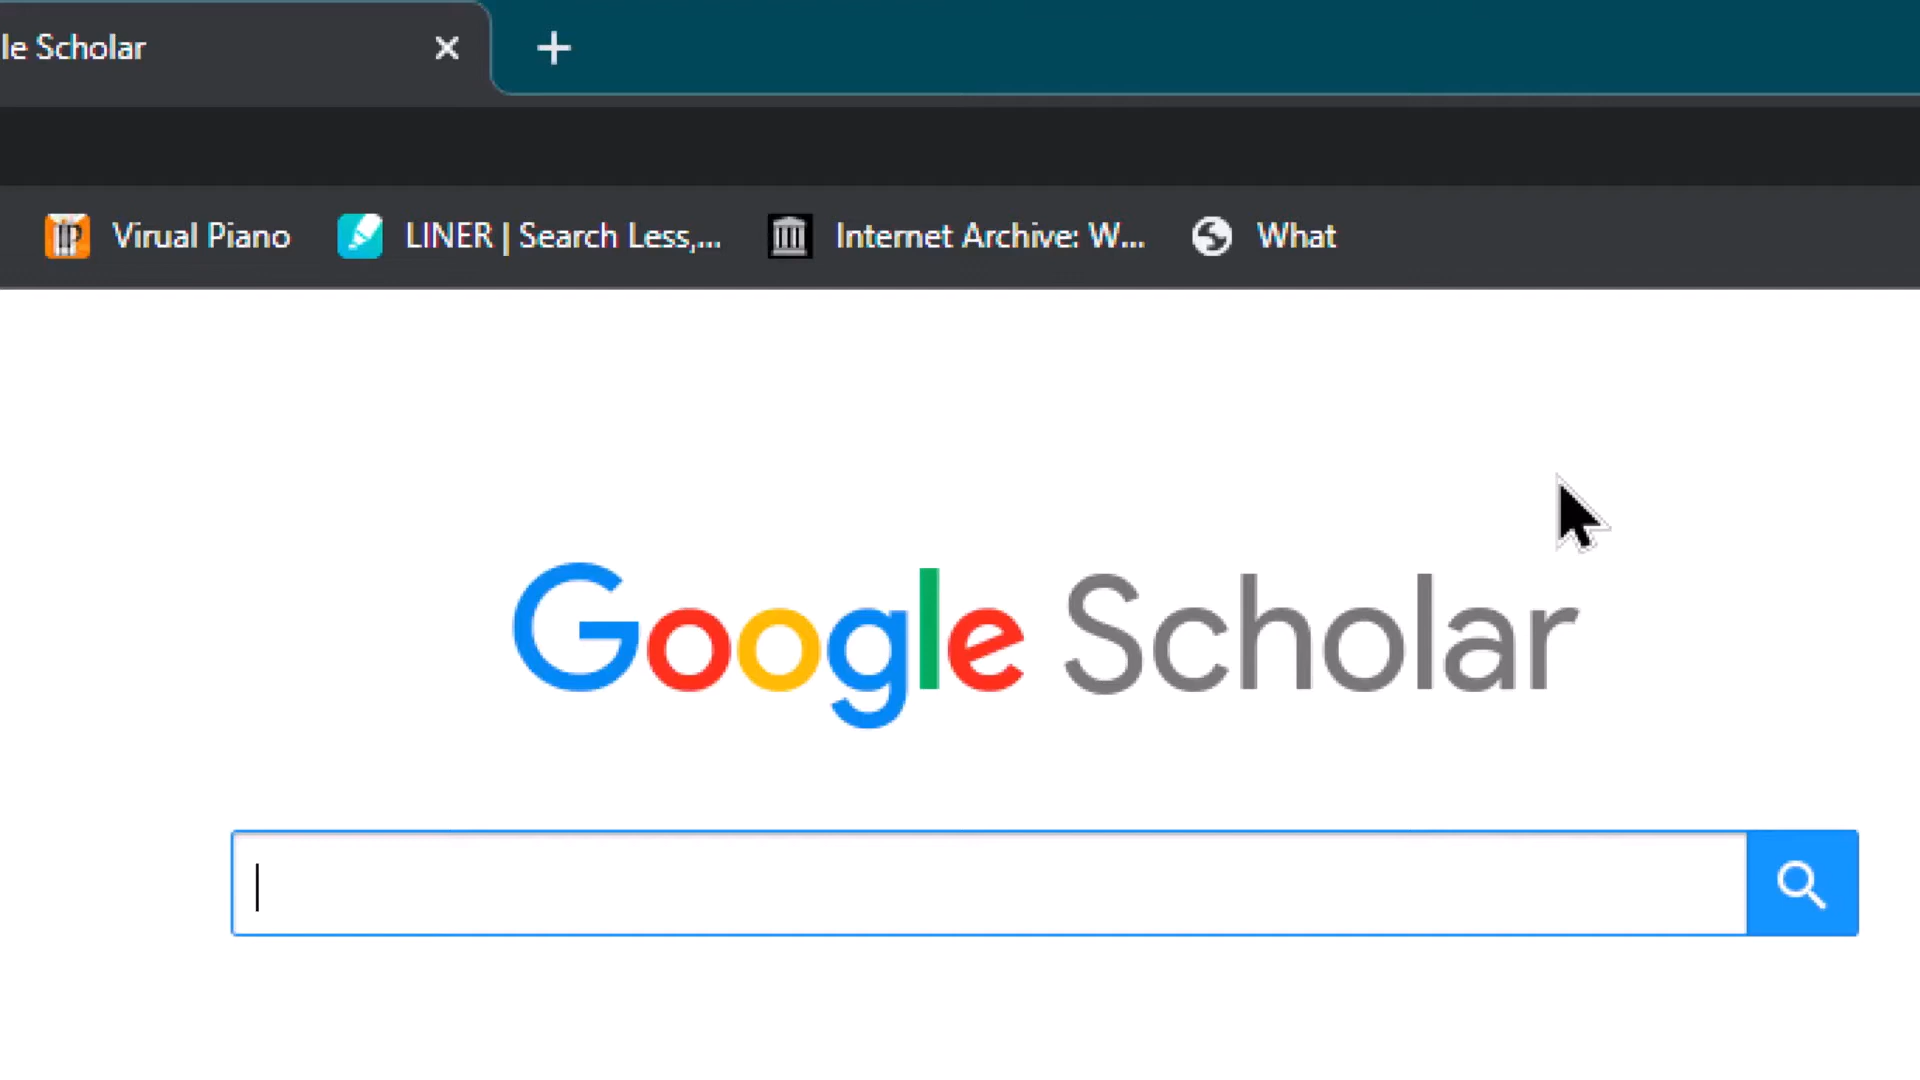 le Scholar
Virual Piano
LINER | Search Less,...
Internet Archive: W...
What
Google Scholar